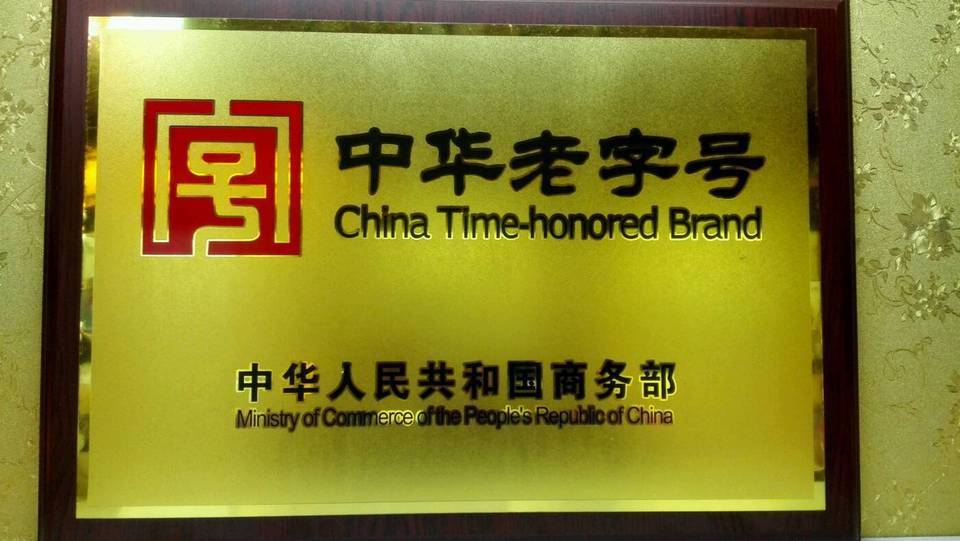 中华老字号
China Time-honored Brand
中华人民共和国商务部
Ministry of Commerce of the People's Republic of China